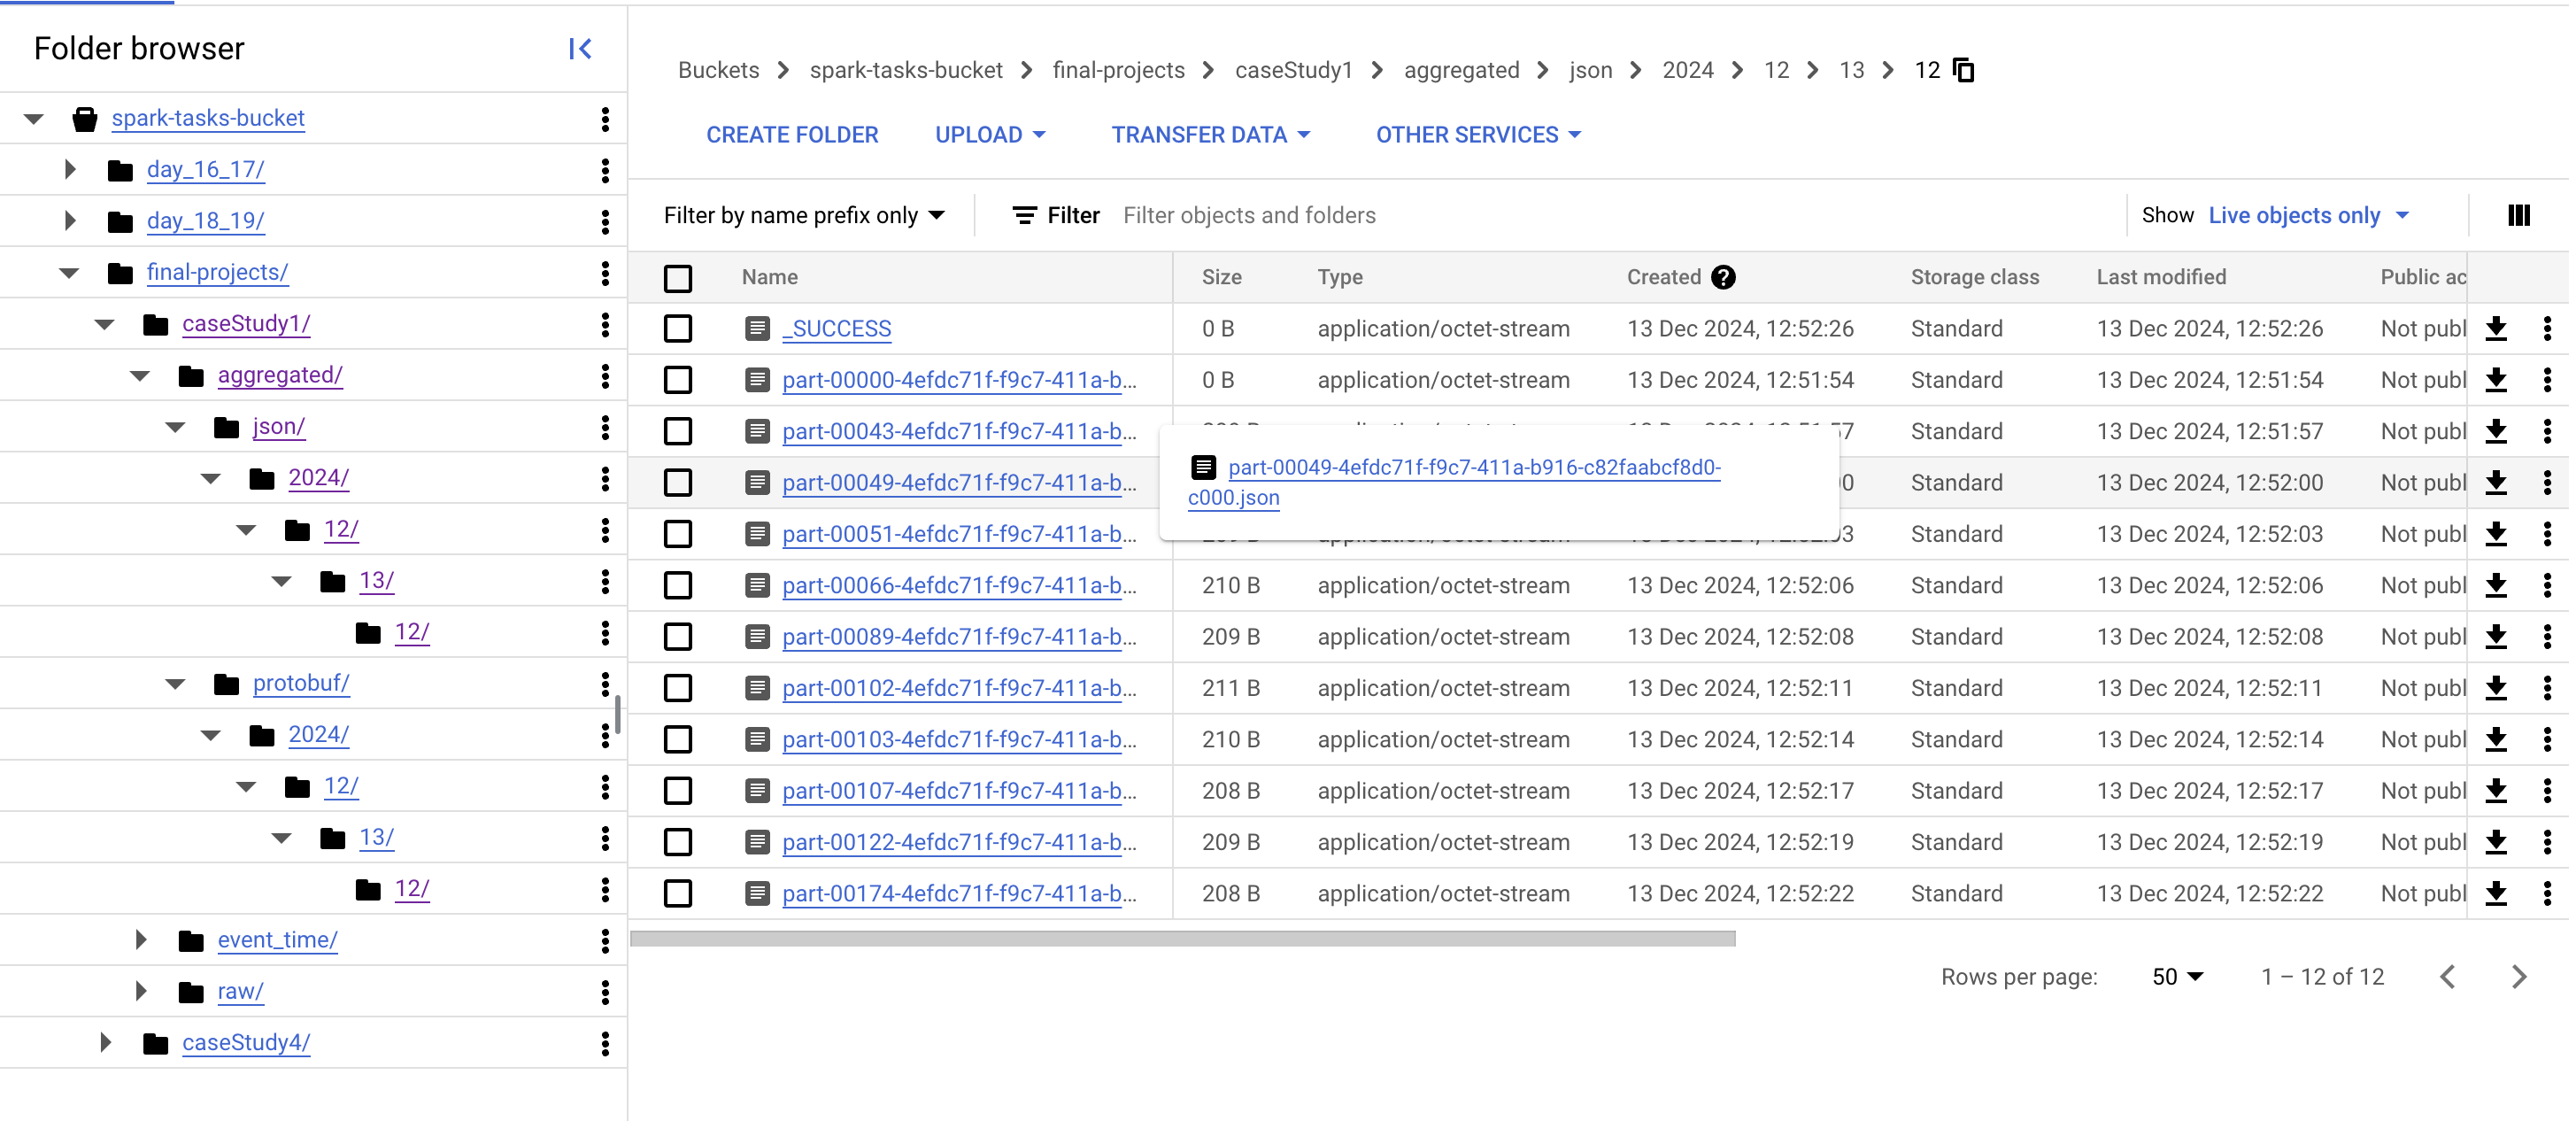 Folder browser
spark-tasks-bucket
day_16_17/
day_18_19/
final-projects/
caseStudy1/
aggregated/
json/
2024/
12/
13/
12/
protobuf/
2024/
12/
13/
12/
event_time/
raw/
caseStudy4/
Buckets > spark-tasks-bucket > final-projects > caseStudy1 > aggregated > json > 2024 > 12 > 13 > 12
CREATE FOLDER UPLOAD TRANSFER DATA OTHER SERVICES
Filter by name prefix only Filter Filter objects and folders Show Live objects only
Name Size Type Created ? Storage class Last modified Public ac
_SUCCESS 0 B application/octet-stream 13 Dec 2024, 12:52:26 Standard 13 Dec 2024, 12:52:26 Not publ
part-00000-4efdc71f-f9c7-411a-b... 0 B application/octet-stream 13 Dec 2024, 12:51:54 Standard 13 Dec 2024, 12:51:54 Not publ
part-00043-4efdc71f-f9c7-411a-b... Standard 13 Dec 2024, 12:51:57 Not publ
part-00049-4efdc71f-f9c7-411a-b... Standard 13 Dec 2024, 12:52:00 Not publ
part-00049-4efdc71f-f9c7-411a-b916-c82faabcf8d0-
c000.json
part-00051-4efdc71f-f9c7-411a-b... Standard 13 Dec 2024, 12:52:03 Not publ
part-00066-4efdc71f-f9c7-411a-b... 210 B application/octet-stream 13 Dec 2024, 12:52:06 Standard 13 Dec 2024, 12:52:06 Not publ
part-00089-4efdc71f-f9c7-411a-b... 209 B application/octet-stream 13 Dec 2024, 12:52:08 Standard 13 Dec 2024, 12:52:08 Not publ
part-00102-4efdc71f-f9c7-411a-b... 211 B application/octet-stream 13 Dec 2024, 12:52:11 Standard 13 Dec 2024, 12:52:11 Not publ
part-00103-4efdc71f-f9c7-411a-b... 210 B application/octet-stream 13 Dec 2024, 12:52:14 Standard 13 Dec 2024, 12:52:14 Not publ
part-00107-4efdc71f-f9c7-411a-b... 208 B application/octet-stream 13 Dec 2024, 12:52:17 Standard 13 Dec 2024, 12:52:17 Not publ
part-00122-4efdc71f-f9c7-411a-b... 209 B application/octet-stream 13 Dec 2024, 12:52:19 Standard 13 Dec 2024, 12:52:19 Not publ
part-00174-4efdc71f-f9c7-411a-b... 208 B application/octet-stream 13 Dec 2024, 12:52:22 Standard 13 Dec 2024, 12:52:22 Not publ
Rows per page: 50 1 – 12 of 12